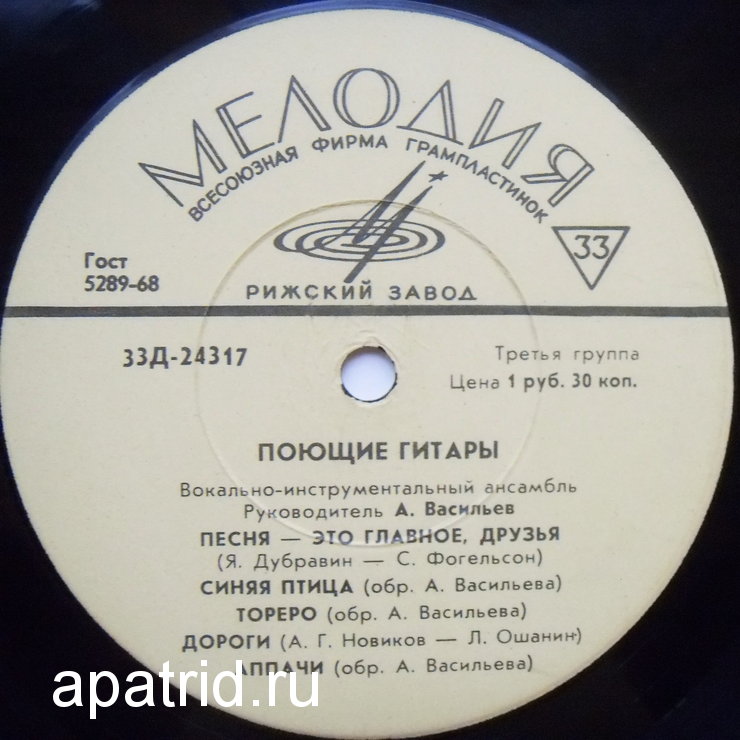 МЕЛОДИЯ
ВСЕСОЮЗНАЯ ФИРМА ГРАМПЛАСТИНОК
33
Гост
5289-68
РИЖСКИЙ ЗАВОД
33Д-24317
Третья группа
Цена 1 руб. 30 коп.
ПОЮЩИЕ ГИТАРЫ
Вокально-инструментальный ансамбль
Руководитель А. Васильев
ПЕСНЯ — ЭТО ГЛАВНОЕ, ДРУЗЬЯ
(Я. Дубравин — С. Фогельсон)
СИНЯЯ ПТИЦА (обр. А. Васильева)
ТОРЕРО (обр. А. Васильева)
ДОРОГИ (А. Г. Новиков — Л. Ошанин)
АППАЧИ (обр. А. Васильева)
apatrid.ru